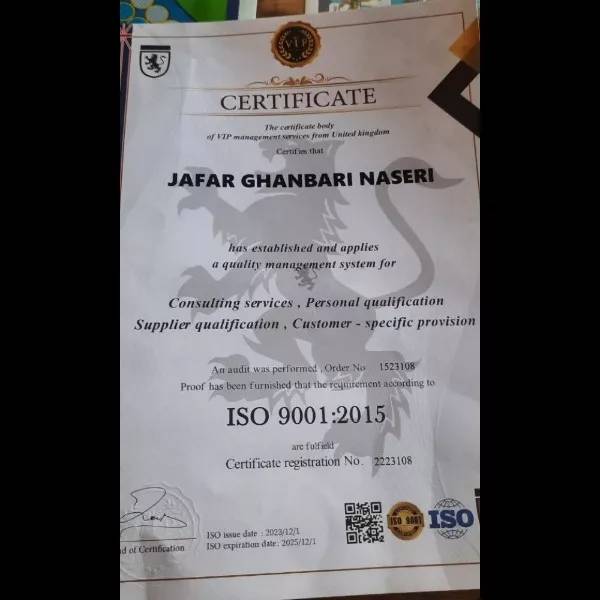 VIP
CERTIFICATE
The certificate body
of VIP management services from United kingdom
Certifies that
JAFAR GHANBARI NASERI
has established and applies
a quality management system for
Consulting services , Personal qualification
Supplier qualification , Customer - specific provision
An audit was performed , Order No 1523108
Proof has been furnished that the requirement according to
ISO 9001:2015
are fulfield
Certificate registration No. 2223108
ISO issue date : 2023/12/1
ISO expiration date: 2025/12/1
d of Certification
ISO 9001
ISO